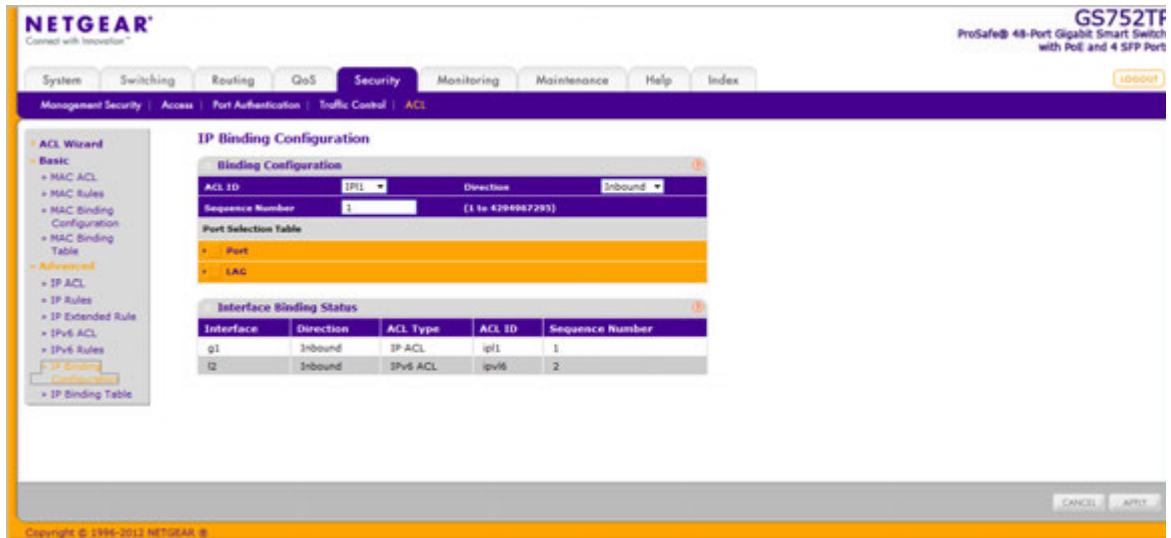 NETGEAR®
Connect with Innovation™
GS752TP
ProSafe® 48-Port Gigabit Smart Switch
with PoE and 4 SFP Ports
System Switching Routing QoS Security Monitoring Maintenance Help Index LOGOUT
Management Security | Access | Port Authentication | Traffic Control | ACL
ACL Wizard
Basic
MAC ACL
MAC Rules
MAC Binding
Configuration
MAC Binding
Table
Advanced
IP ACL
IP Rules
IP Extended Rule
IPv6 ACL
IPv6 Rules
IP Binding
Configuration
IP Binding Table
IP Binding Configuration
Binding Configuration
ACL ID IPl1 Direction Inbound
Sequence Number 1 (1 to 4294967295)
Port Selection Table
Port
LAG
Interface Binding Status
Interface Direction ACL Type ACL ID Sequence Number
g1 Inbound IP ACL ipl1 1
l2 Inbound IPv6 ACL ipvl6 2
CANCEL APPLY
Copyright © 1996-2012 NETGEAR ®